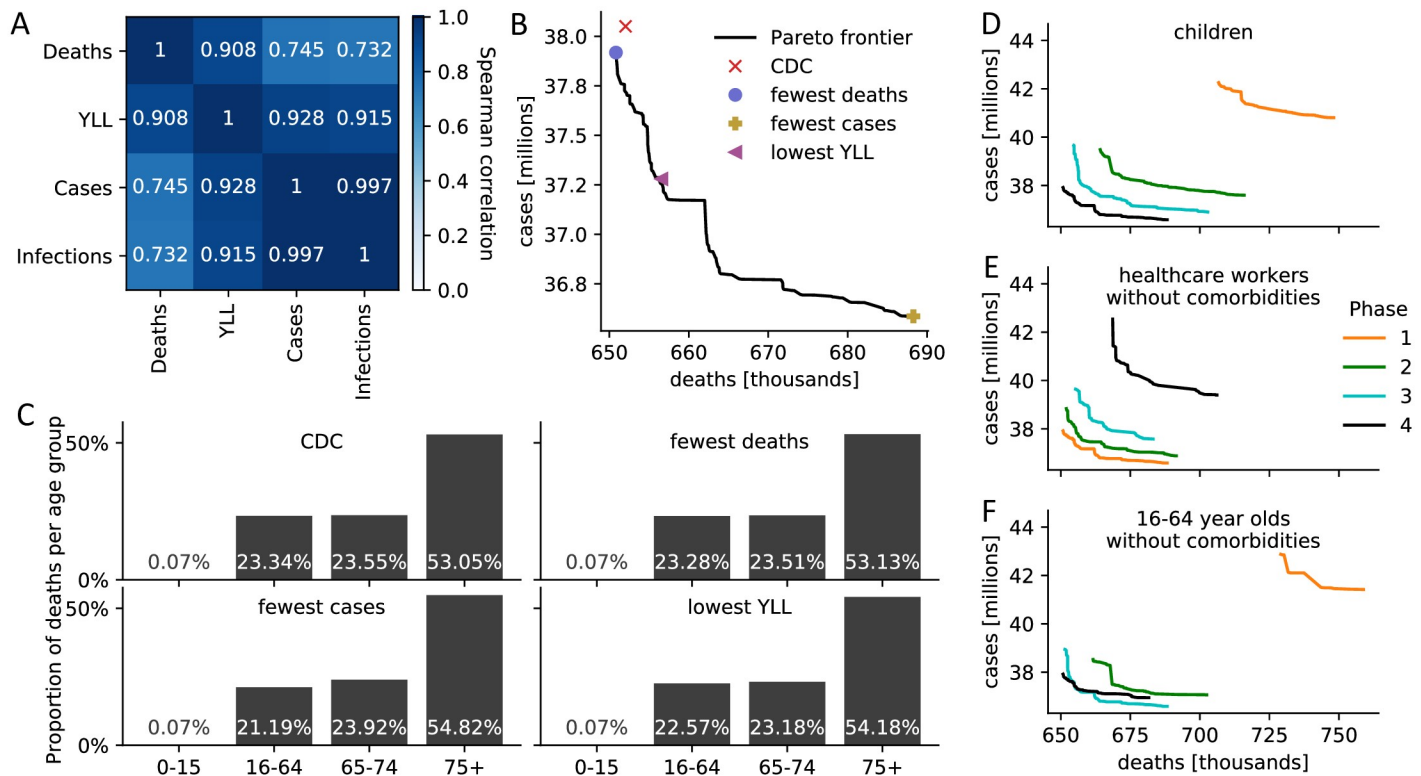 A
Deaths
YLL
Cases
Infections
1 0.908 0.745 0.732
0.908 1 0.928 0.915
0.745 0.928 1 0.997
0.732 0.915 0.997 1
Deaths
YLL
Cases
Infections
1.0
0.8
0.6
0.4
0.2
0.0
Spearman correlation
B
cases [millions]
38.0
37.8
37.5
37.2
37.0
36.8
650 660 670 680 690
deaths [thousands]
Pareto frontier
CDC
fewest deaths
fewest cases
lowest YLL
C
Proportion of deaths per age group
50%
0%
CDC
0.07% 23.34% 23.55% 53.05%
fewest deaths
0.07% 23.28% 23.51% 53.13%
50%
0%
fewest cases
0.07% 21.19% 23.92% 54.82%
lowest YLL
0.07% 22.57% 23.18% 54.18%
0-15 16-64 65-74 75+
0-15 16-64 65-74 75+
D
children
cases [millions]
44
42
40
38
E
healthcare workers
without comorbidities
cases [millions]
44
42
40
38
Phase
1
2
3
4
F
16-64 year olds
without comorbidities
cases [millions]
44
42
40
38
650 675 700 725 750
deaths [thousands]